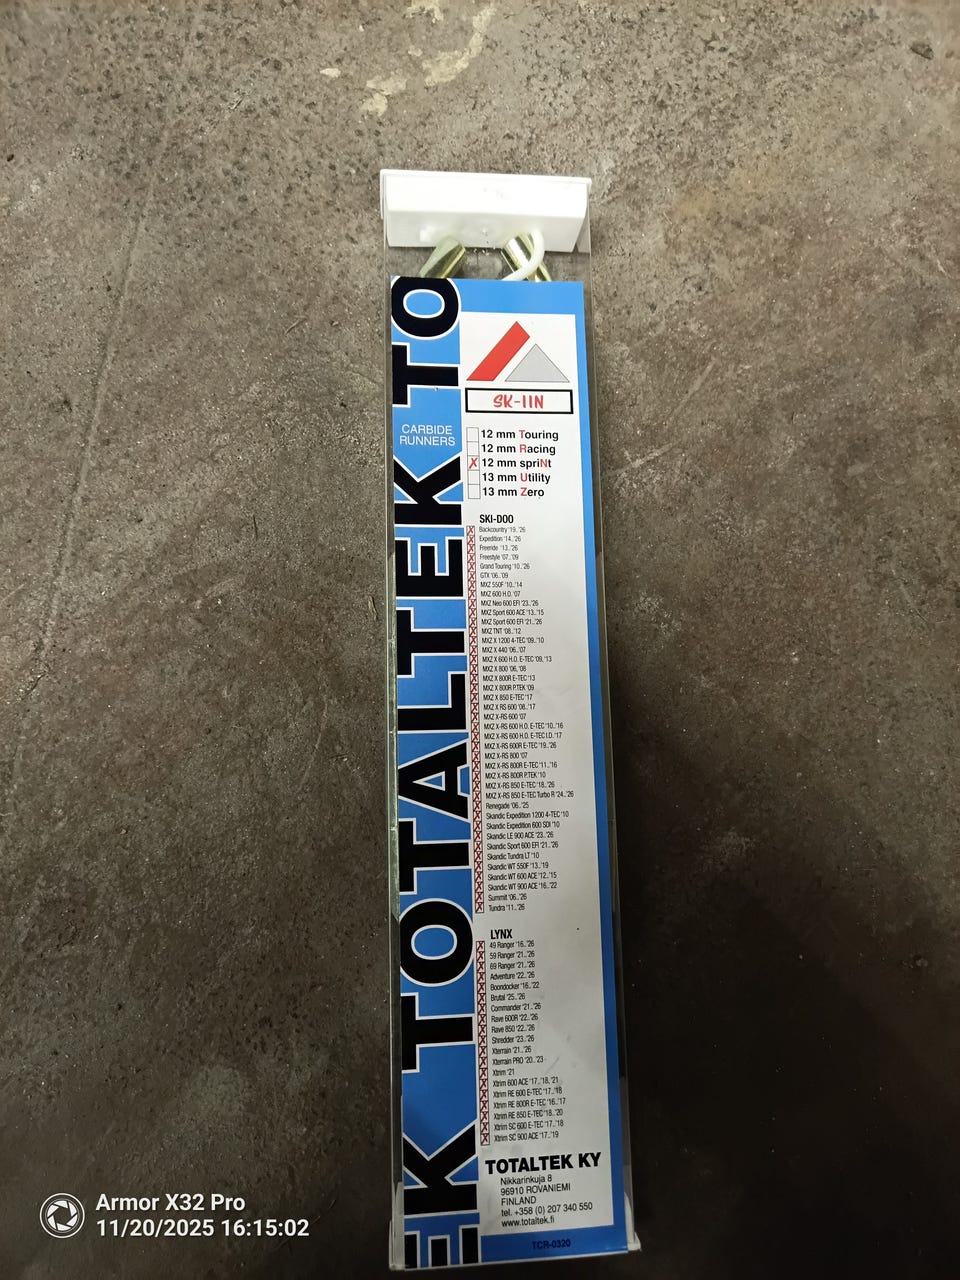 TOTALTEK TO
CARBIDE
RUNNERS
SK-11N
12 mm Touring
12 mm Racing
X 12 mm spriNt
13 mm Utility
13 mm Zero
SKI-DOO
X Backcountry '19..'26
X Expedition '14..'26
X Freeride '13..'26
X Freestyle '07..'09
X Grand Touring '10..'26
X GTX '06..'09
X MXZ 550F '10..'14
X MXZ 600 H.O. '07
X MXZ Neo 600 EFI '23..'26
X MXZ Sport 600 ACE '13..'15
X MXZ Sport 600 EFI '21..'26
X MXZ TNT '08..'12
X MXZ X 1200 4-TEC '09..'10
X MXZ X 440 '06..'07
X MXZ X 600 H.O. E-TEC '09,'13
X MXZ X 800 '06, '08
X MXZ X 800R E-TEC '13
X MXZ X 800R P.TEK '09
X MXZ X 850 E-TEC '17
X MXZ X RS 600 '08..'17
X MXZ X-RS 600 '07
X MXZ X-RS 600 H.O. E-TEC '10..'16
X MXZ X-RS 600 H.O. E-TEC I.D. '17
X MXZ X-RS 600R E-TEC '19..'26
X MXZ X-RS 800 '07
X MXZ X-RS 800R E-TEC '11..'16
X MXZ X-RS 800R P.TEK '10
X MXZ X-RS 850 E-TEC '18..'26
X MXZ X-RS 850 E-TEC Turbo R '24..'26
X Renegade '06..'25
X Skandic Expedition 1200 4-TEC '10
X Skandic Expedition 600 SDI '10
X Skandic LE 900 ACE '23..'26
X Skandic Sport 600 EFI '21..'26
X Skandic Tundra LT '10
X Skandic WT 550F '13..'19
X Skandic WT 600 ACE '12..'15
X Skandic WT 900 ACE '16..'22
X Summit '06..'26
X Tundra '11..'26
LYNX
X 49 Ranger '16..'26
X 59 Ranger '21..'26
X 69 Ranger '21..'26
X Adventure '22..'26
X Boondocker '16..'22
X Brutal '25..'26
X Commander '21..'26
X Rave 600R '22..'26
X Rave 850 '22..'26
X Shredder '23..'26
X Xterrain '21..'26
X Xterrain PRO '20..'23
X Xtrim '21
X Xtrim 600 ACE '17..'18,'21
X Xtrim RE 600 E-TEC '17..'18
X Xtrim RE 800R E-TEC '16..'17
X Xtrim RE 850 E-TEC '18..'20
X Xtrim SC 600 E-TEC '17..'18
X Xtrim SC 900 ACE '17..'19
TOTALTEK KY
Nikkarinkuja 8
96910 ROVANIEMI
FINLAND
tel. +358 (0) 207 340 550
www.totaltek.fi
TCR-0320
EK
Armor X32 Pro
11/20/2025 16:15:02